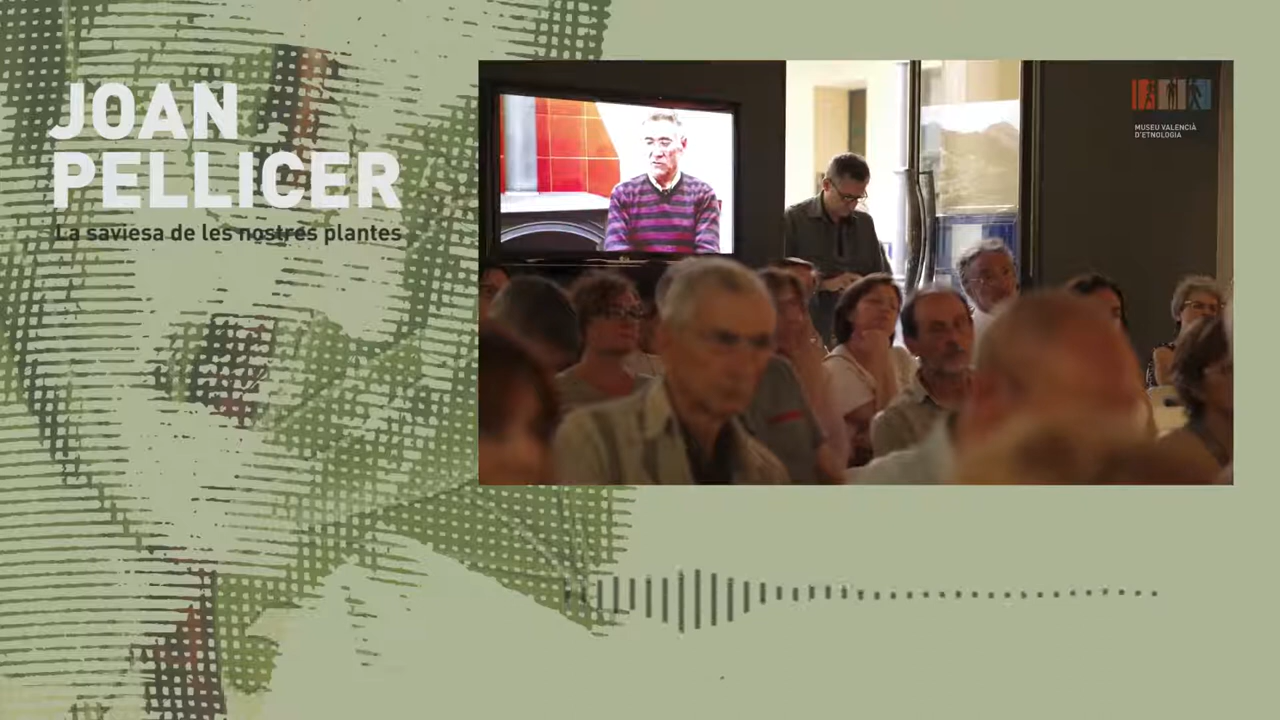 JOAN
PELLICER
La saviesa de les nostres plantes
MUSEU VALENCIÀ
D'ETNOLOGIA